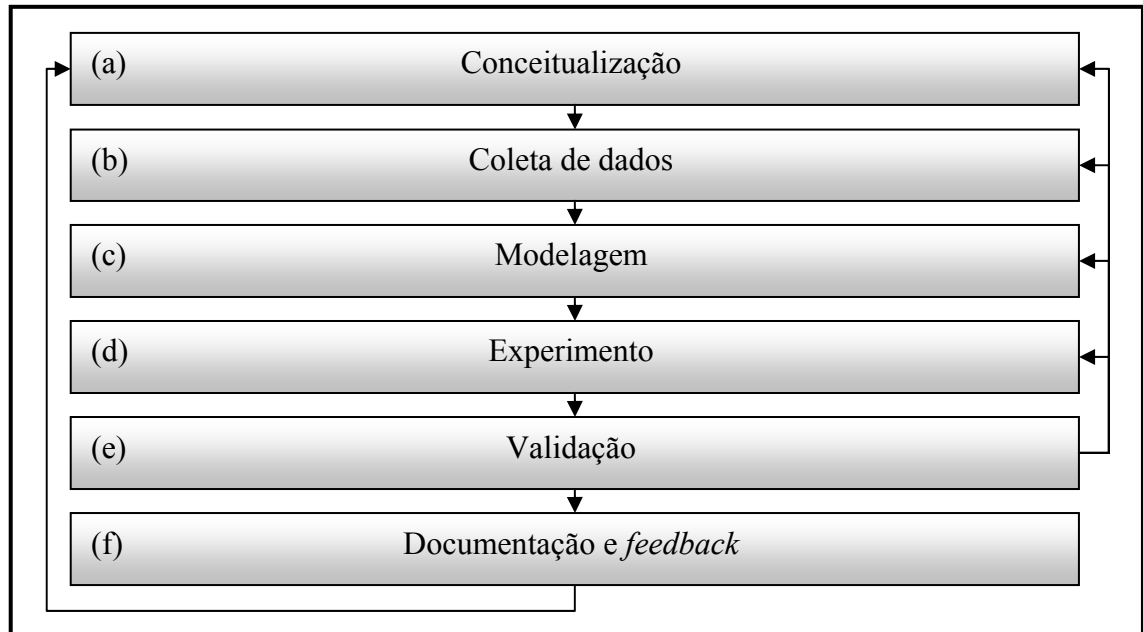 (a) Conceitualização
(b) Coleta de dados
(c) Modelagem
(d) Experimento
(e) Validação
(f) Documentação e feedback